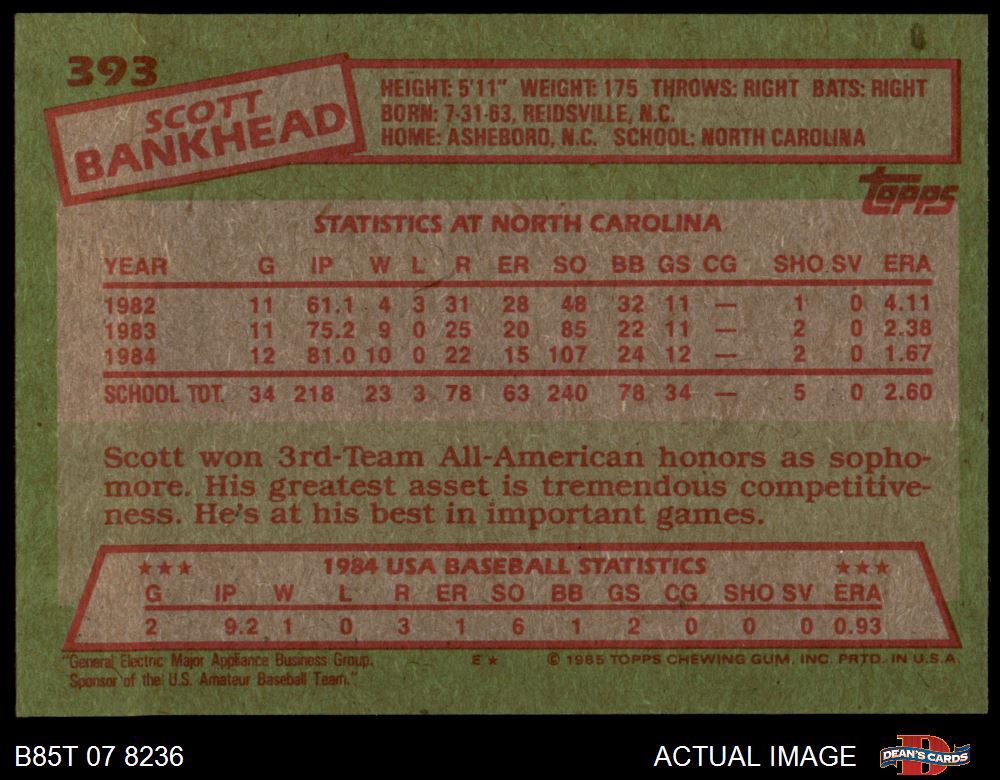 393
SCOTT
BANKHEAD
HEIGHT: 5'11" WEIGHT: 175 THROWS: RIGHT BATS: RIGHT
BORN: 7-31-63, REIDSVILLE, N.C.
HOME: ASHEBORO, N.C. SCHOOL: NORTH CAROLINA
Topps
STATISTICS AT NORTH CAROLINA
YEAR G IP W L R ER SO BB GS CG SHO SV ERA
1982 11 61.1 4 3 31 28 48 32 11 — 1 0 4.11
1983 11 75.2 9 0 25 20 85 22 11 — 2 0 2.38
1984 12 81.0 10 0 22 15 107 24 12 — 2 0 1.67
SCHOOL TOT. 34 218 23 3 78 63 240 78 34 — 5 0 2.60
Scott won 3rd-Team All-American honors as sopho-
more. His greatest asset is tremendous competitive-
ness. He's at his best in important games.
★★★ 1984 USA BASEBALL STATISTICS ★★★
G IP W L R ER SO BB GS CG SHO SV ERA
2 9.2 1 0 3 1 6 1 2 0 0 0 0.93
"General Electric Major Appliance Business Group, E★ © 1985 TOPPS CHEWING GUM, INC. PRTD. IN U.S.A.
Sponsor of the U.S. Amateur Baseball Team."
B85T 07 8236 ACTUAL IMAGE DEAN'S CARDS